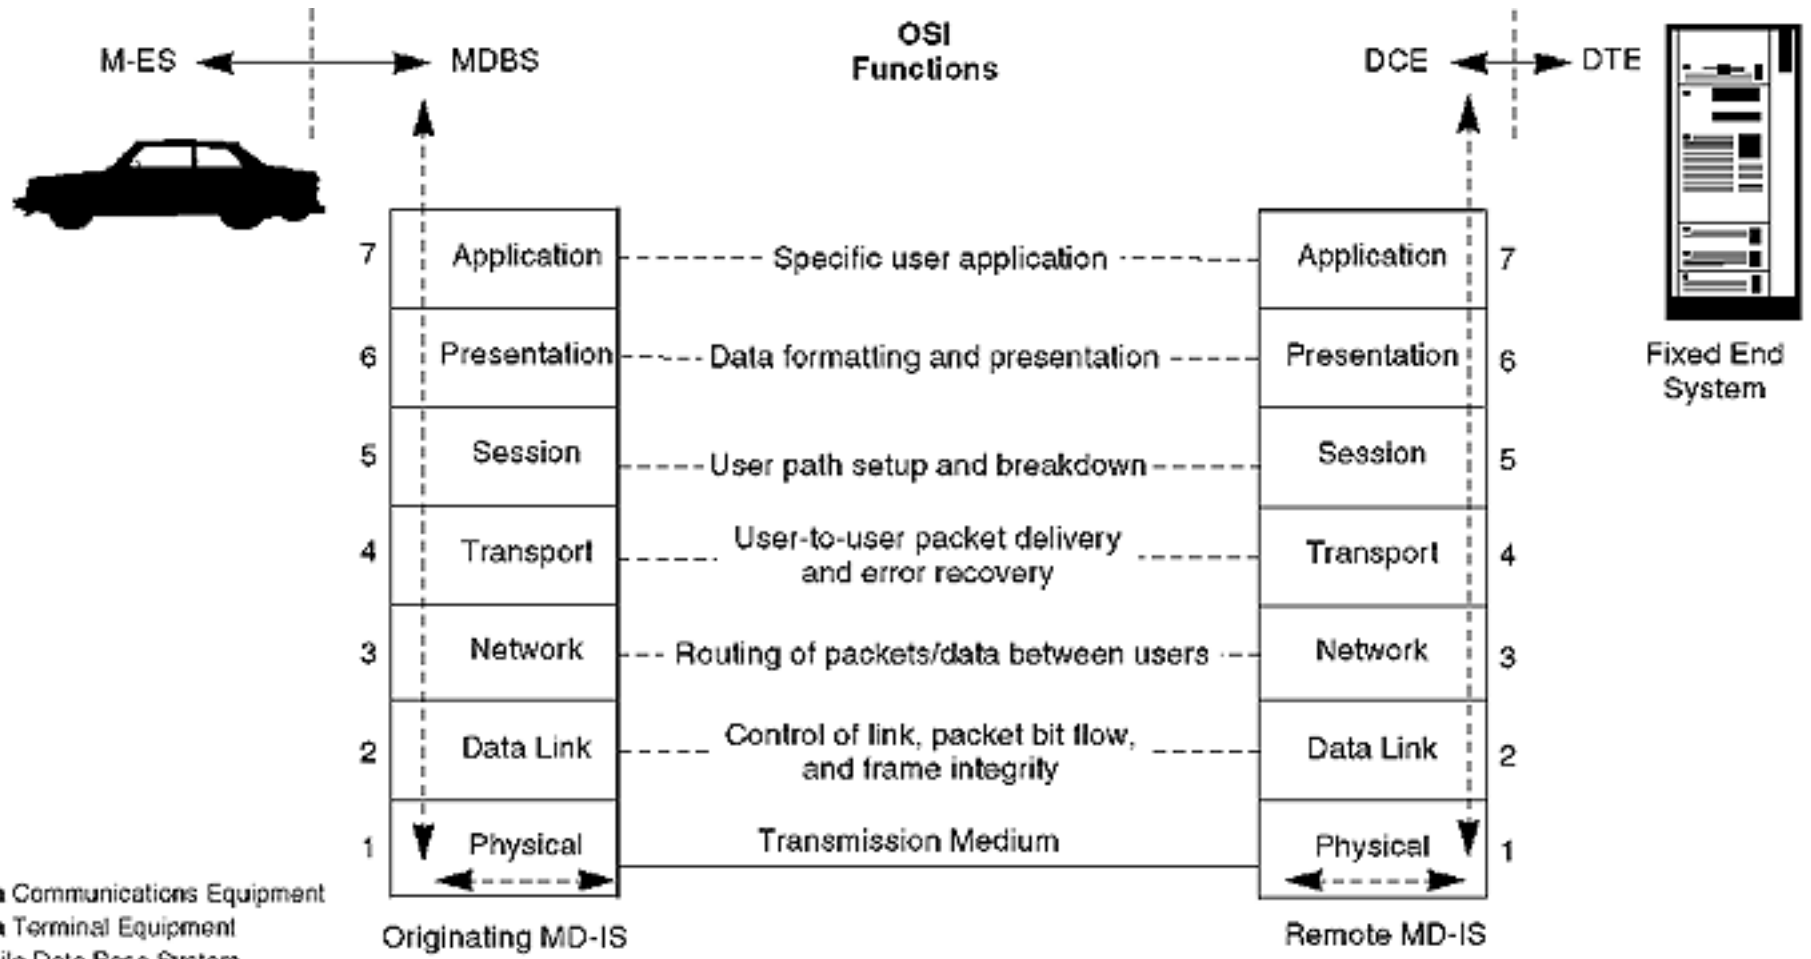 M-ES
MDBS
OSI
Functions
DCE
DTE
7 Application Specific user application Application 7
6 Presentation Data formatting and presentation Presentation 6
Fixed End
System
5 Session User path setup and breakdown Session 5
4 Transport User-to-user packet delivery
and error recovery Transport 4
3 Network Routing of packets/data between users Network 3
2 Data Link Control of link, packet bit flow,
and frame integrity Data Link 2
1 Physical Transmission Medium Physical 1
a Communications Equipment
a Terminal Equipment
Originating MD-IS
Remote MD-IS